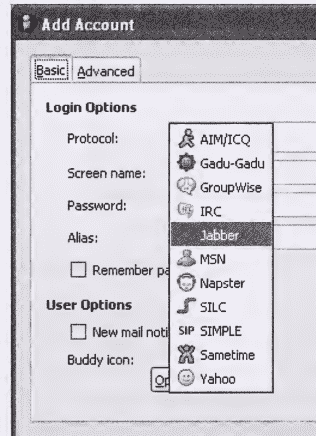 Add Account
Basic Advanced
Login Options
Protocol:
Screen name:
Password:
Alias:
Remember pa
User Options
New mail noti
Buddy icon:
Op
AIM/ICQ
Gadu-Gadu
GroupWise
IRC
Jabber
MSN
Napster
SILC
SIP SIMPLE
Sametime
Yahoo